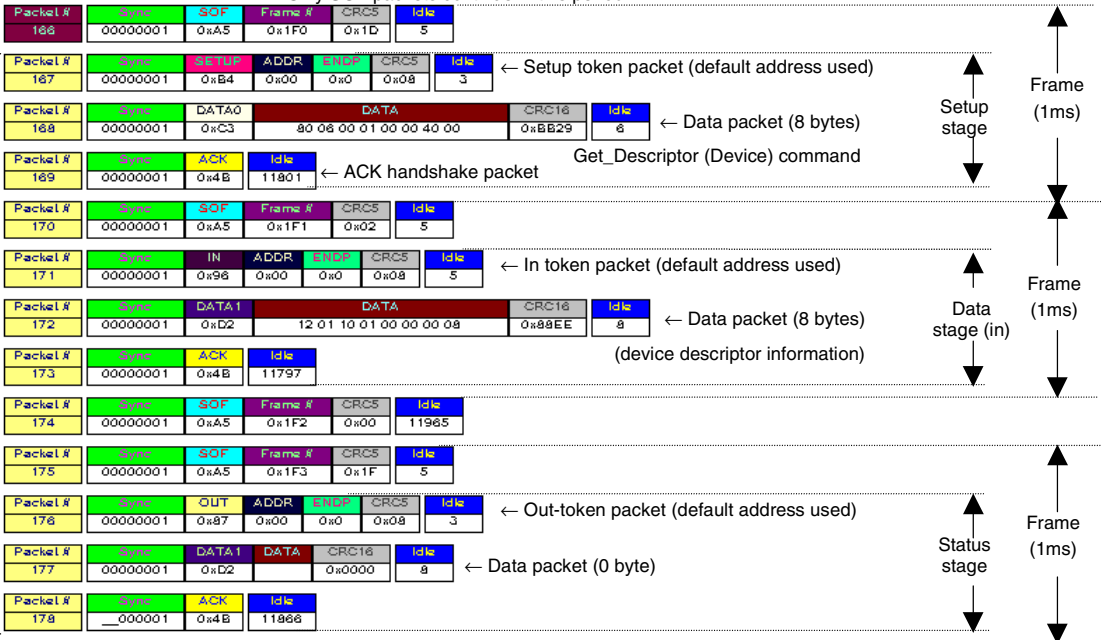 Packet # Sync SOF Frame # CRC5 Idle
166 00000001 0xA5 0x1F0 0x1D 5
Packet # Sync SETUP ADDR ENDP CRC5 Idle
167 00000001 0xB4 0x00 0x0 0x08 3
← Setup token packet (default address used)
Packet # Sync DATA0 DATA CRC16 Idle
168 00000001 0xC3 80 06 00 01 00 00 40 00 0xBB29 6
← Data packet (8 bytes)
Get_Descriptor (Device) command
Packet # Sync ACK Idle
169 00000001 0x4B 11801
← ACK handshake packet
Setup
stage
Frame
(1ms)
Packet # Sync SOF Frame # CRC5 Idle
170 00000001 0xA5 0x1F1 0x02 5
Packet # Sync IN ADDR ENDP CRC5 Idle
171 00000001 0x96 0x00 0x0 0x08 5
← In token packet (default address used)
Packet # Sync DATA1 DATA CRC16 Idle
172 00000001 0xD2 12 01 10 01 00 00 00 08 0x88EE 8
← Data packet (8 bytes)
(device descriptor information)
Packet # Sync ACK Idle
173 00000001 0x4B 11797
Data
stage (in)
Frame
(1ms)
Packet # Sync SOF Frame # CRC5 Idle
174 00000001 0xA5 0x1F2 0x00 11965
Packet # Sync SOF Frame # CRC5 Idle
175 00000001 0xA5 0x1F3 0x1F 5
Packet # Sync OUT ADDR ENDP CRC5 Idle
176 00000001 0x87 0x00 0x0 0x08 3
← Out-token packet (default address used)
Packet # Sync DATA1 DATA CRC16 Idle
177 00000001 0xD2 0x0000 8
← Data packet (0 byte)
Packet # Sync ACK Idle
178 __000001 0x4B 11866
Status
stage
Frame
(1ms)